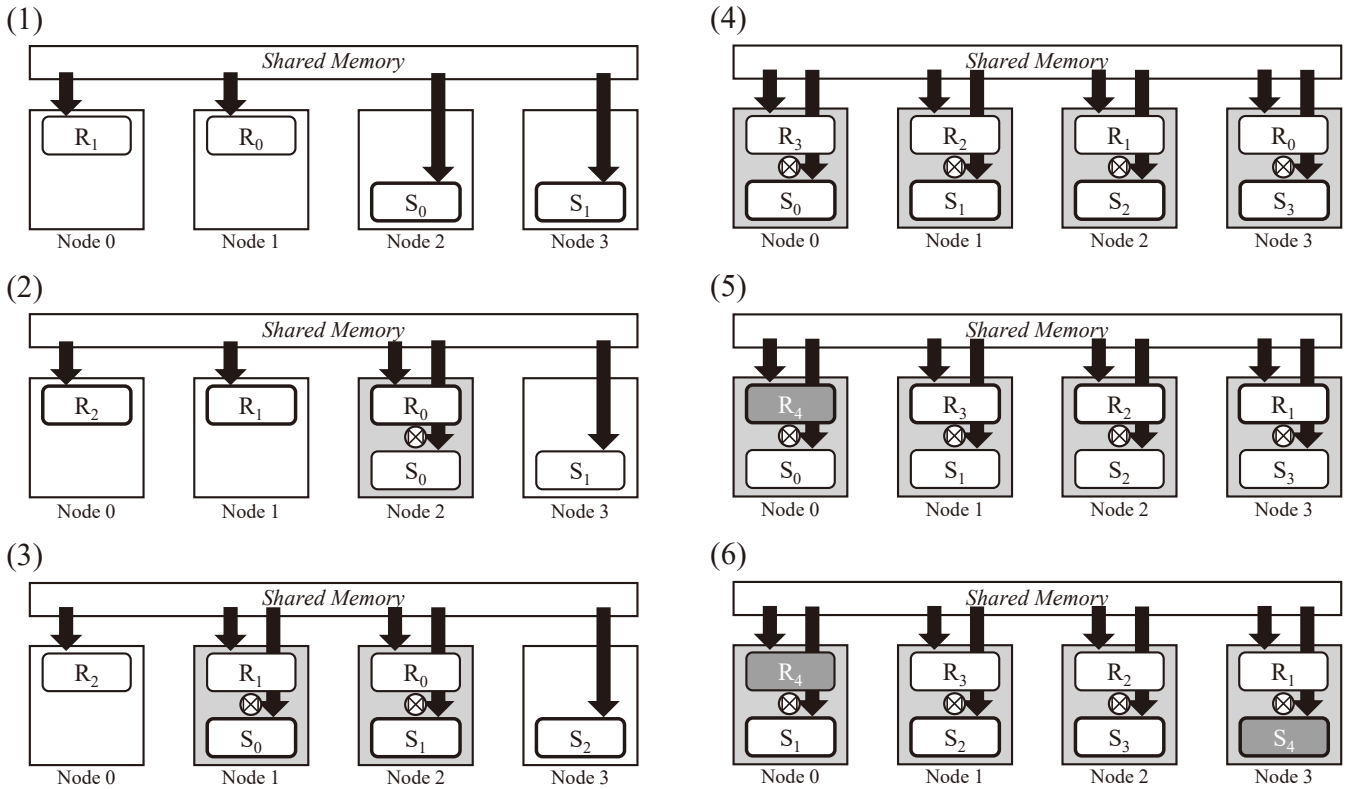 (1)
Shared Memory
R₁ R₀
S₀ S₁
Node 0 Node 1 Node 2 Node 3
(2)
Shared Memory
R₂ R₁ R₀
S₀ S₁
Node 0 Node 1 Node 2 Node 3
(3)
Shared Memory
R₂ R₁ R₀
S₀ S₁ S₂
Node 0 Node 1 Node 2 Node 3
(4)
Shared Memory
R₃ R₂ R₁ R₀
S₀ S₁ S₂ S₃
Node 0 Node 1 Node 2 Node 3
(5)
Shared Memory
R₄ R₃ R₂ R₁
S₀ S₁ S₂ S₃
Node 0 Node 1 Node 2 Node 3
(6)
Shared Memory
R₄ R₃ R₂ R₁
S₁ S₂ S₃ S₄
Node 0 Node 1 Node 2 Node 3